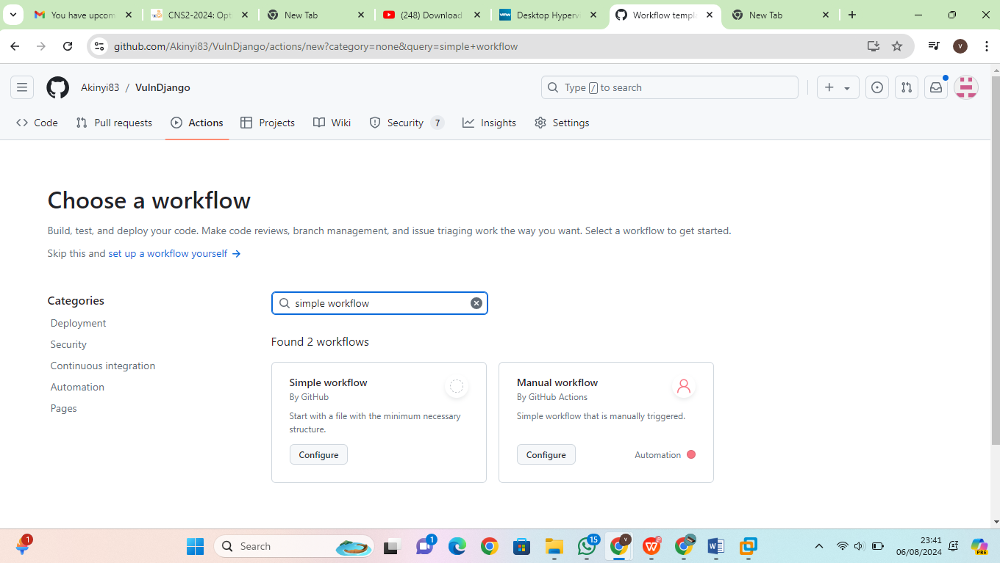 You have upcom
CNS2-2024: Opt
New Tab
(248) Download
vmw
Desktop Hypervi
Workflow templa
New Tab
github.com/Akinyi83/VulnDjango/actions/new?category=none&query=simple+workflow
v
Akinyi83 / VulnDjango
Type / to search
Code
Pull requests
Actions
Projects
Wiki
Security 7
Insights
Settings
Choose a workflow
Build, test, and deploy your code. Make code reviews, branch management, and issue triaging work the way you want. Select a workflow to get started.
Skip this and set up a workflow yourself →
Categories
Deployment
Security
Continuous integration
Automation
Pages
simple workflow
Found 2 workflows
Simple workflow
By GitHub
Start with a file with the minimum necessary
structure.
Configure
Manual workflow
By GitHub Actions
Simple workflow that is manually triggered.
Configure
Automation
1
Search
1
15
v
W
W
23:41
06/08/2024
PRE